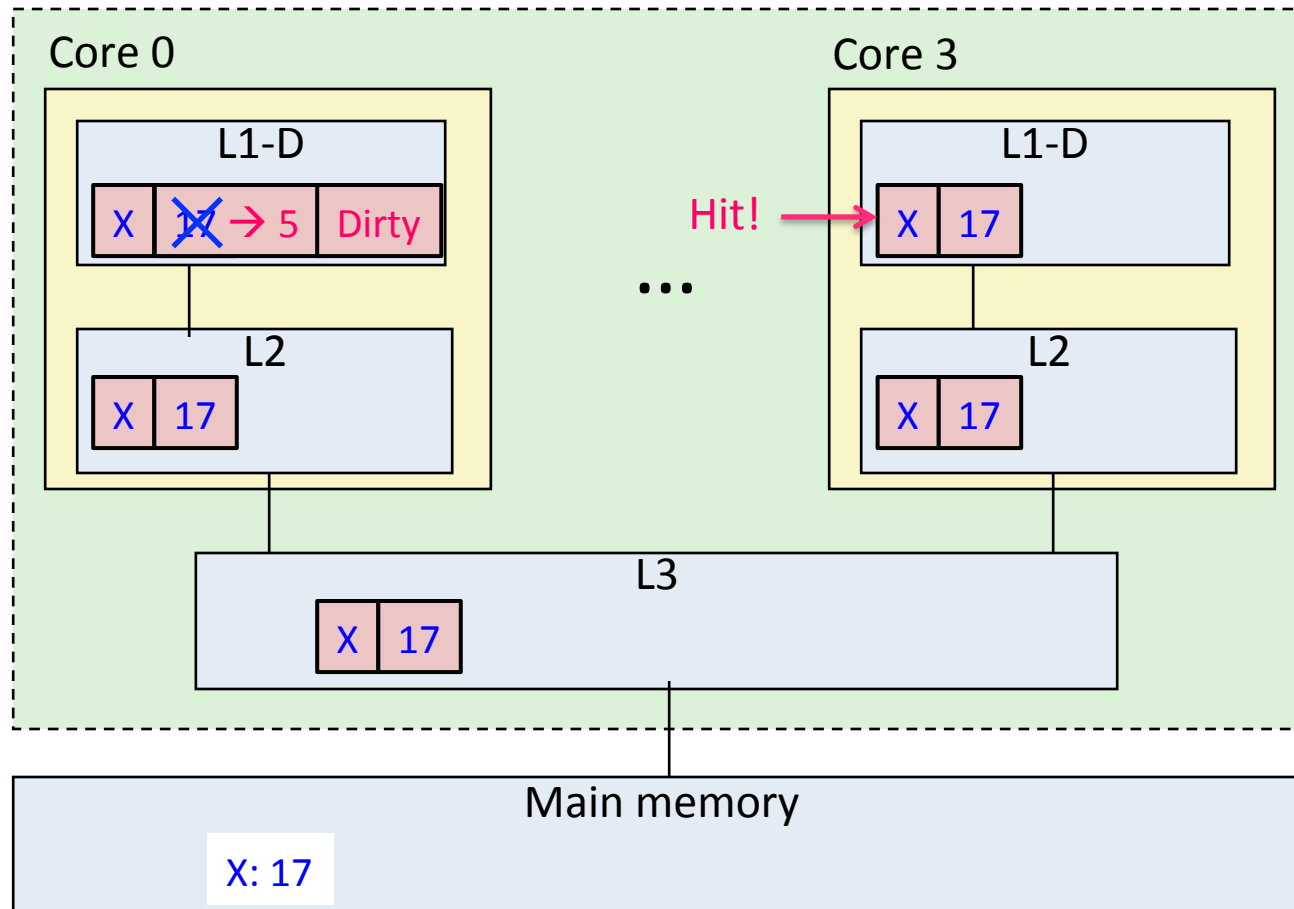 Core 0
Core 3
L1-D
L1-D
X 17 → 5 Dirty
Hit!
X 17
...
L2
L2
X 17
X 17
L3
X 17
Main memory
X: 17